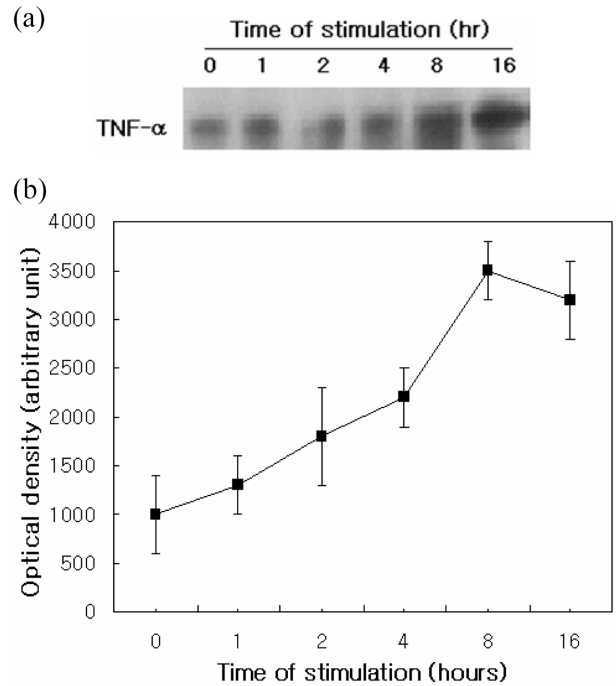 (a)
Time of stimulation (hr)
0 1 2 4 8 16
TNF-α
(b)
4000
3500
3000
2500
2000
1500
1000
500
0
Optical density (arbitrary unit)
0 1 2 4 8 16
Time of stimulation (hours)